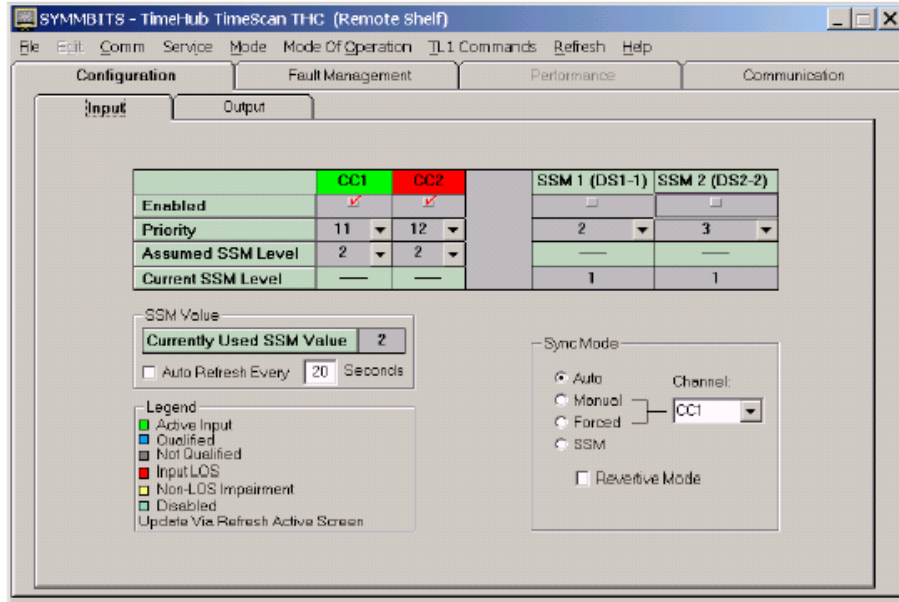 SYMMBITS - TimeHub TimeScan THC (Remote Shelf)
File Edit Comm Service Mode Mode Of Operation TL1 Commands Refresh Help
Configuration Fault Management Performance Communication
Input Output
CC1 CC2 SSM 1 (DS1-1) SSM 2 (DS2-2)
Enabled
Priority 11 12 2 3
Assumed SSM Level 2 2 — —
Current SSM Level — — 1 1
SSM Value
Currently Used SSM Value 2
Auto Refresh Every 20 Seconds
Legend
Active Input
Qualified
Not Qualified
Input LOS
Non-LOS Impairment
Disabled
Update Via Refresh Active Screen
Sync Mode
Auto
Manual
Forced
SSM
Channel:
CC1
Revertive Mode